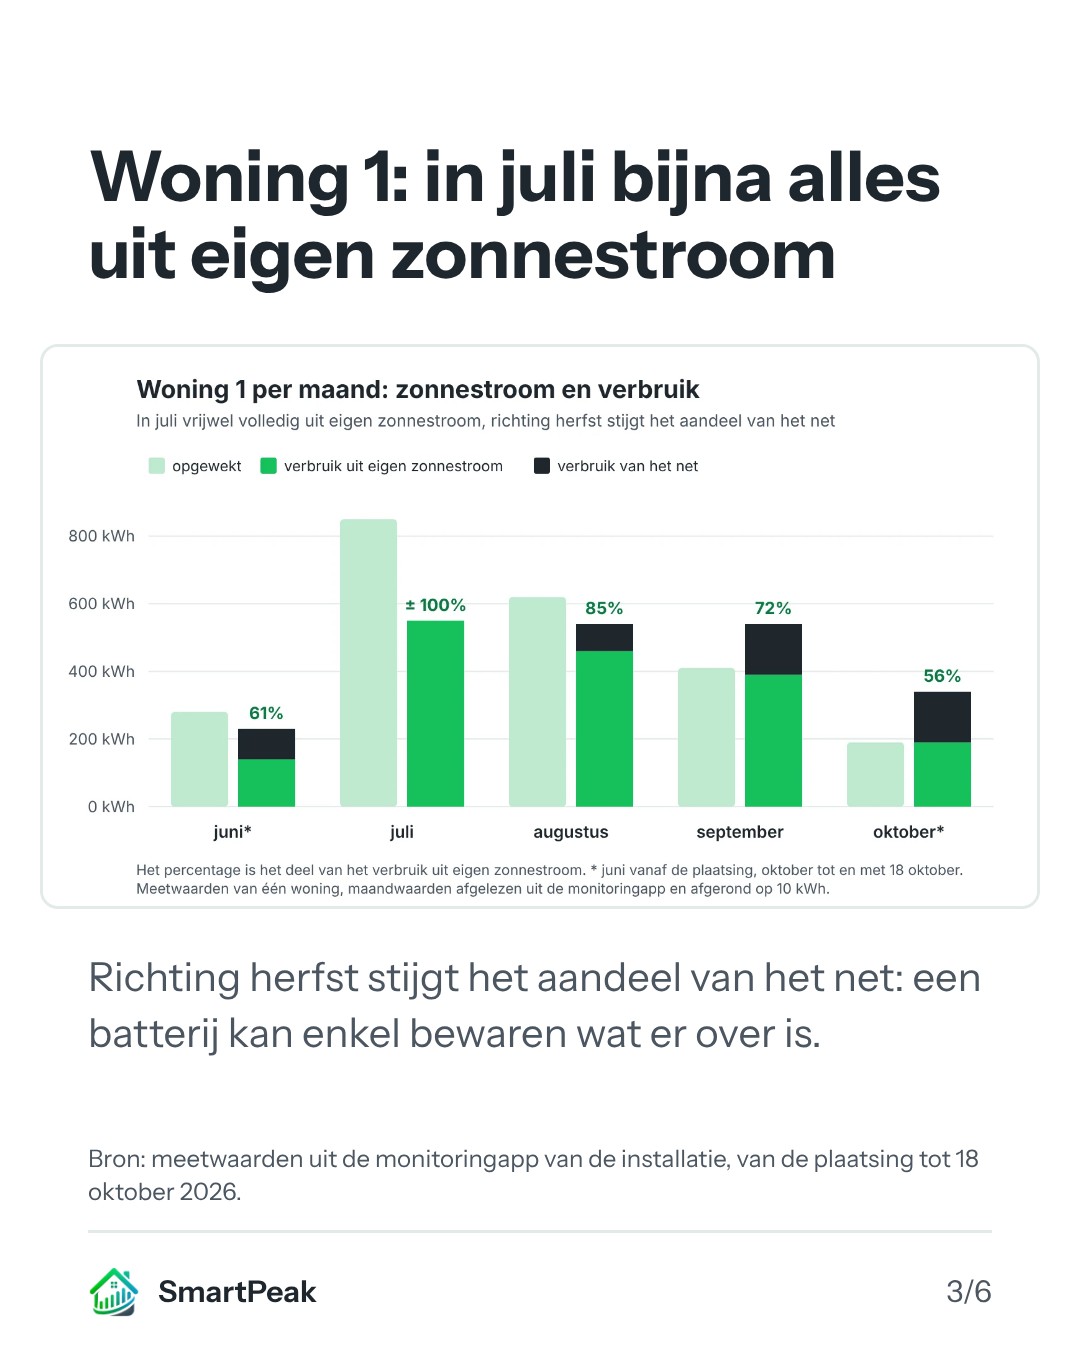 Woning 1: in juli bijna alles
uit eigen zonnestroom
Woning 1 per maand: zonnestroom en verbruik
In juli vrijwel volledig uit eigen zonnestroom, richting herfst stijgt het aandeel van het net
opgewekt verbruik uit eigen zonnestroom verbruik van het net
800 kWh
600 kWh
400 kWh
200 kWh
0 kWh
61%
± 100%
85%
72%
56%
juni* juli augustus september oktober*
Het percentage is het deel van het verbruik uit eigen zonnestroom. * juni vanaf de plaatsing, oktober tot en met 18 oktober.
Meetwaarden van één woning, maandwaarden afgelezen uit de monitoringapp en afgerond op 10 kWh.
Richting herfst stijgt het aandeel van het net: een
batterij kan enkel bewaren wat er over is.
Bron: meetwaarden uit de monitoringapp van de installatie, van de plaatsing tot 18
oktober 2026.
SmartPeak
3/6